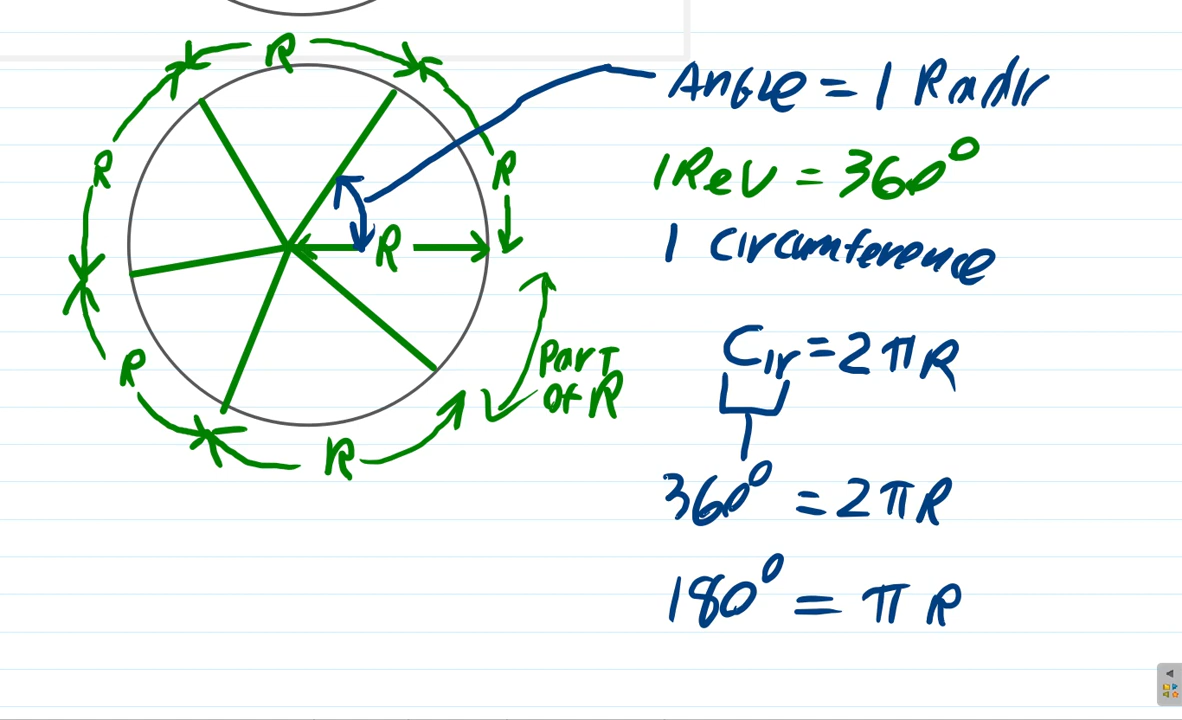 R
R
R
R
R
R
Part
of R
Angle = 1 Radir
1 Rev = 360°
1 Circumference
Cir = 2πR
360° = 2πR
180° = πR